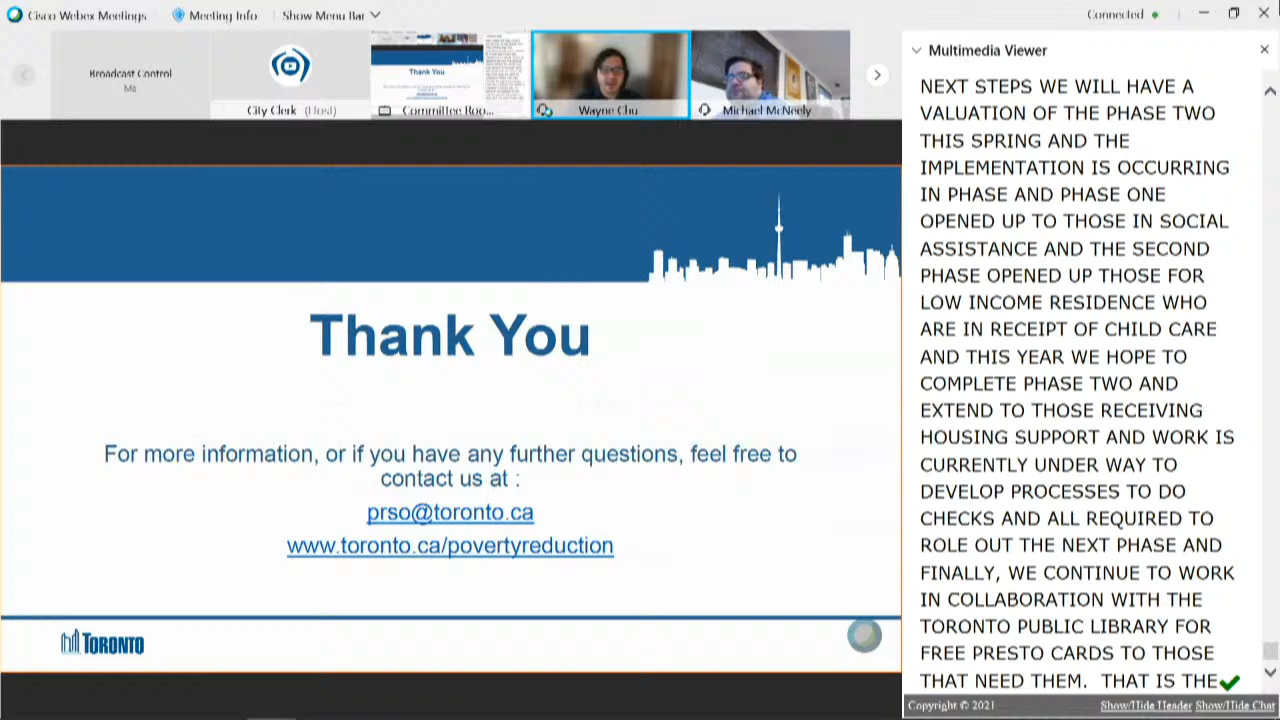 Cisco Webex Meetings
Meeting Info
Show Menu Bar
Connected
Broadcast Control
Me
City Clerk (Host)
Thank You
Committee Roo...
Wayne Chu
Michael McNeely
Thank You
For more information, or if you have any further questions, feel free to
contact us at :
prso@toronto.ca
www.toronto.ca/povertyreduction
TORONTO
Multimedia Viewer
NEXT STEPS WE WILL HAVE A
VALUATION OF THE PHASE TWO
THIS SPRING AND THE
IMPLEMENTATION IS OCCURRING
IN PHASE AND PHASE ONE
OPENED UP TO THOSE IN SOCIAL
ASSISTANCE AND THE SECOND
PHASE OPENED UP THOSE FOR
LOW INCOME RESIDENCE WHO
ARE IN RECEIPT OF CHILD CARE
AND THIS YEAR WE HOPE TO
COMPLETE PHASE TWO AND
EXTEND TO THOSE RECEIVING
HOUSING SUPPORT AND WORK IS
CURRENTLY UNDER WAY TO
DEVELOP PROCESSES TO DO
CHECKS AND ALL REQUIRED TO
ROLE OUT THE NEXT PHASE AND
FINALLY, WE CONTINUE TO WORK
IN COLLABORATION WITH THE
TORONTO PUBLIC LIBRARY FOR
FREE PRESTO CARDS TO THOSE
THAT NEED THEM. THAT IS THE
Copyright © 2021
Show/Hide Header Show/Hide Chat